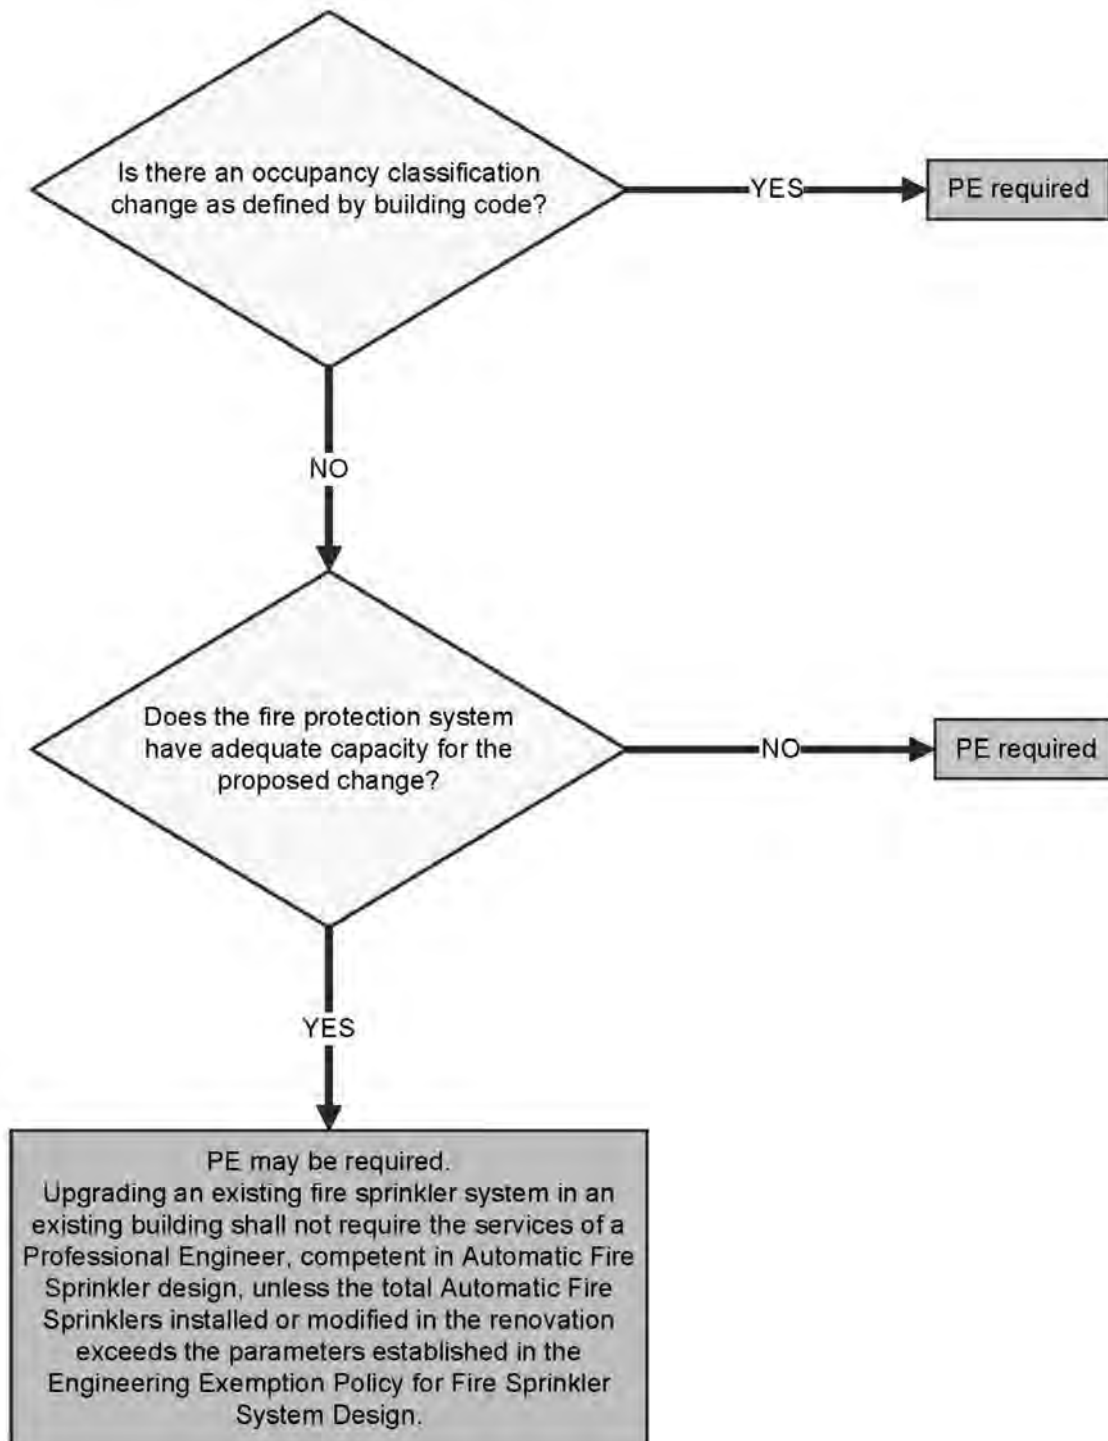 Is there an occupancy classification
change as defined by building code?
YES
PE required
NO
Does the fire protection system
have adequate capacity for the
proposed change?
NO
PE required
YES
PE may be required.
Upgrading an existing fire sprinkler system in an
existing building shall not require the services of a
Professional Engineer, competent in Automatic Fire
Sprinkler design, unless the total Automatic Fire
Sprinklers installed or modified in the renovation
exceeds the parameters established in the
Engineering Exemption Policy for Fire Sprinkler
System Design.